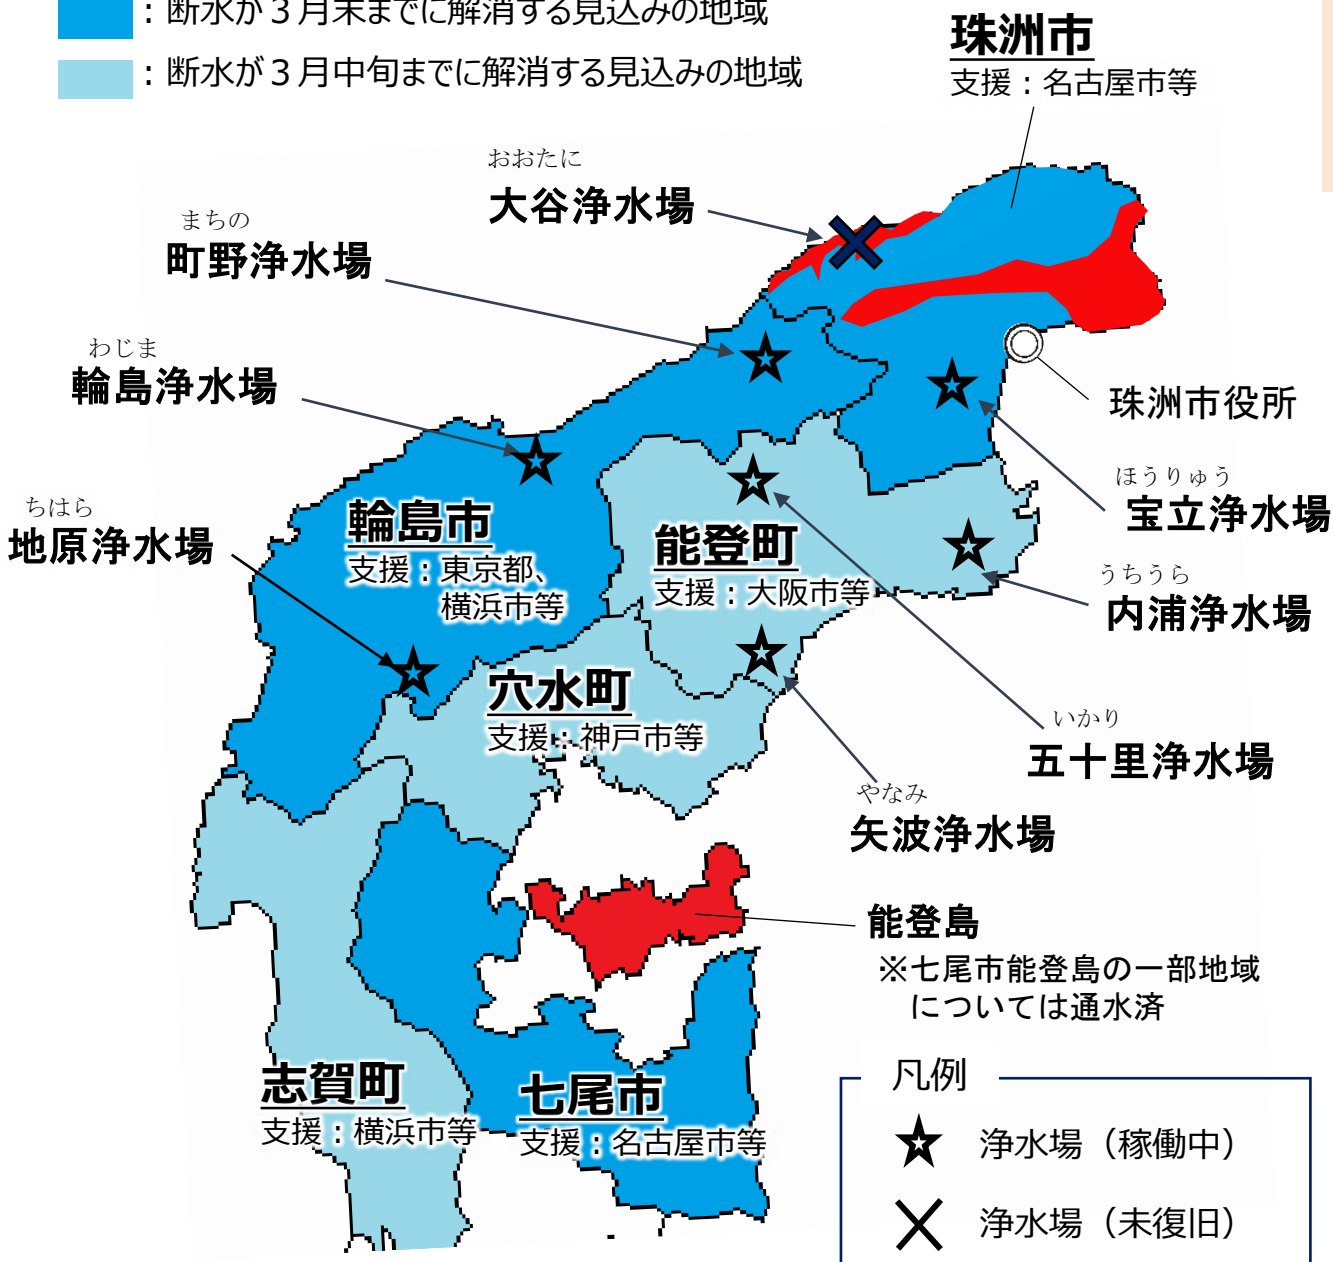 ：断水が３月末までに解消する見込みの地域
：断水が３月中旬までに解消する見込みの地域
珠洲市
支援：名古屋市等
おおたに
大谷浄水場
まちの
町野浄水場
わじま
輪島浄水場
珠洲市役所
ちはら
地原浄水場
ほうりゅう
宝立浄水場
輪島市
支援：東京都、
横浜市等
能登町
支援：大阪市等
うちうら
内浦浄水場
穴水町
支援：神戸市等
いかり
五十里浄水場
やなみ
矢波浄水場
能登島
※七尾市能登島の一部地域
については通水済
志賀町
支援：横浜市等
七尾市
支援：名古屋市等
凡例
浄水場（稼働中）
浄水場（未復旧）